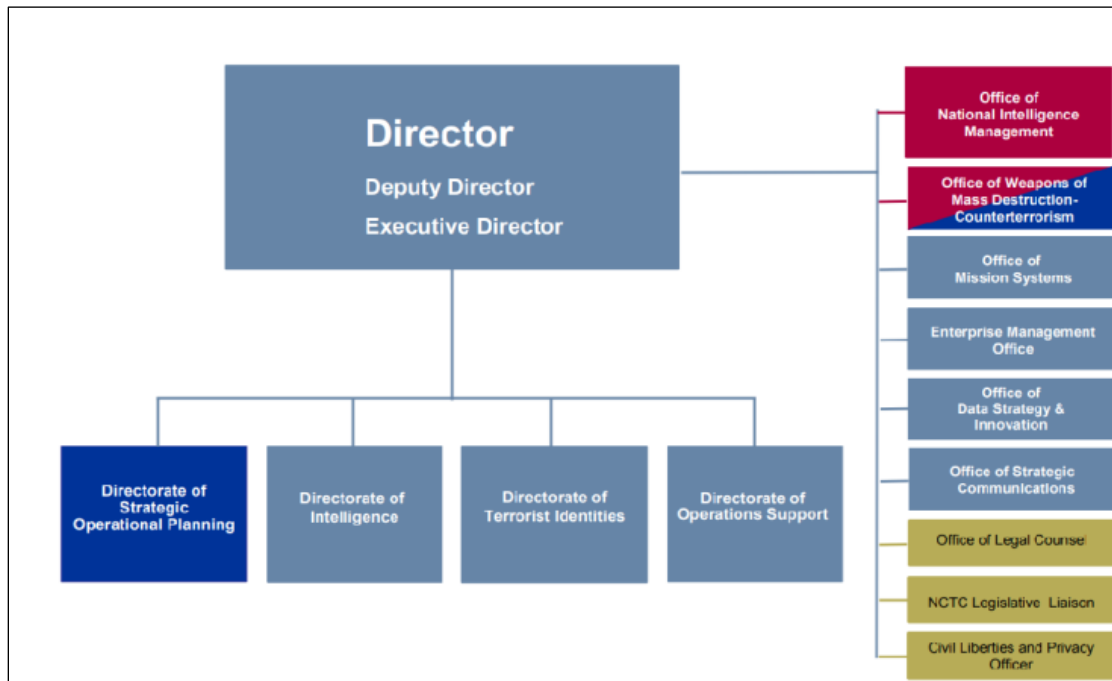 Director
Deputy Director
Executive Director
Directorate of
Strategic
Operational Planning
Directorate of
Intelligence
Directorate of
Terrorist Identities
Directorate of
Operations Support
Office of
National Intelligence
Management
Office of Weapons of
Mass Destruction-
Counterterrorism
Office of
Mission Systems
Enterprise Management
Office
Office of
Data Strategy &
Innovation
Office of Strategic
Communications
Office of Legal Counsel
NCTC Legislative Liaison
Civil Liberties and Privacy
Officer